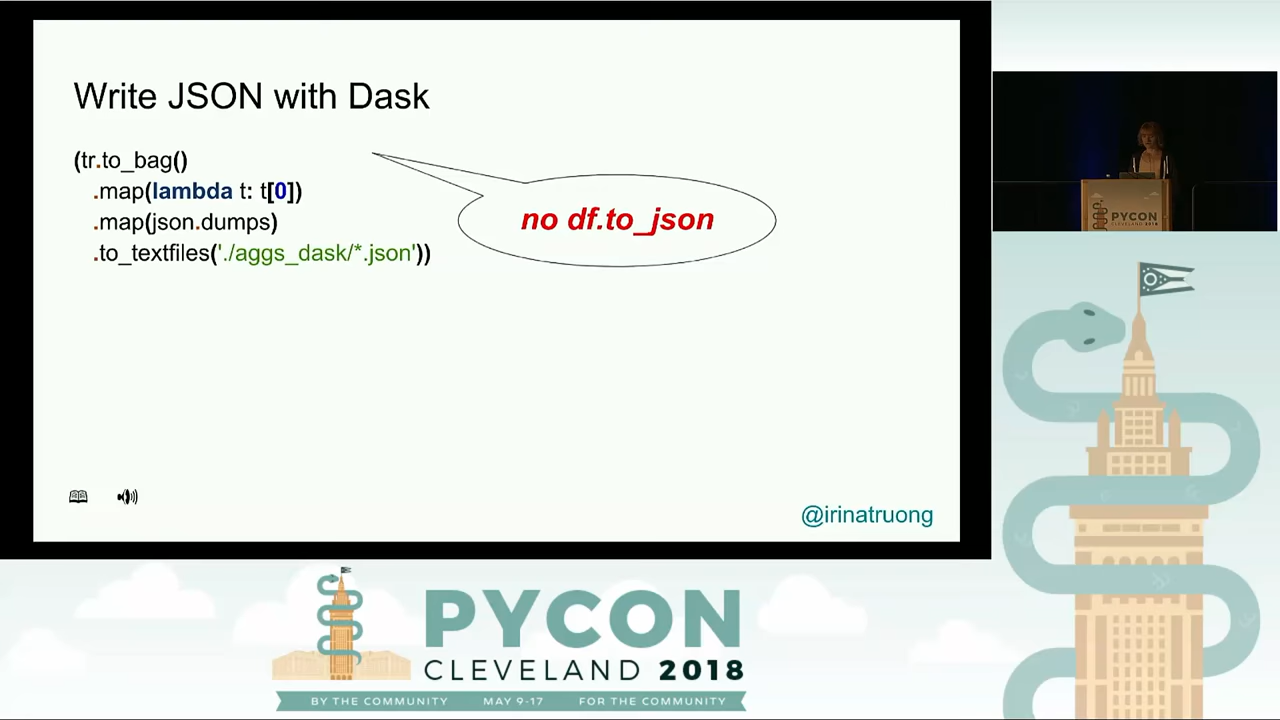 Write JSON with Dask
(tr.to_bag()
.map(lambda t: t[0])
.map(json.dumps)
.to_textfiles('./aggs_dask/*.json'))
no df.to_json
@irinatruong
PYCON
CLEVELAND
PYCON
CLEVELAND 2018
BY THE COMMUNITY MAY 9-17 FOR THE COMMUNITY